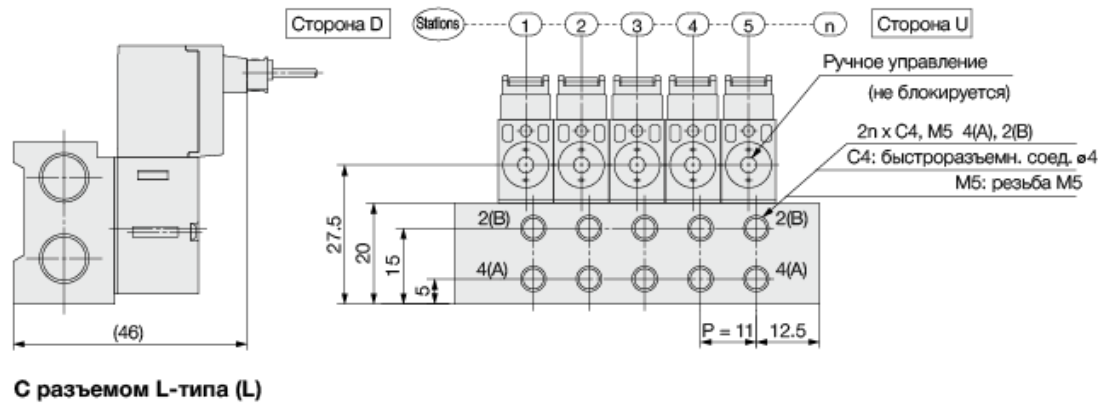 Сторона D Stations 1 2 3 4 5 n Сторона U
Ручное управление
(не блокируется)
2n x C4, M5 4(A), 2(B)
C4: быстроразъемн. соед. ø4
M5: резьба M5
2(B) 2(B)
4(A) 4(A)
27.5
20
15
5
(46)
P = 11 12.5
С разъемом L-типа (L)